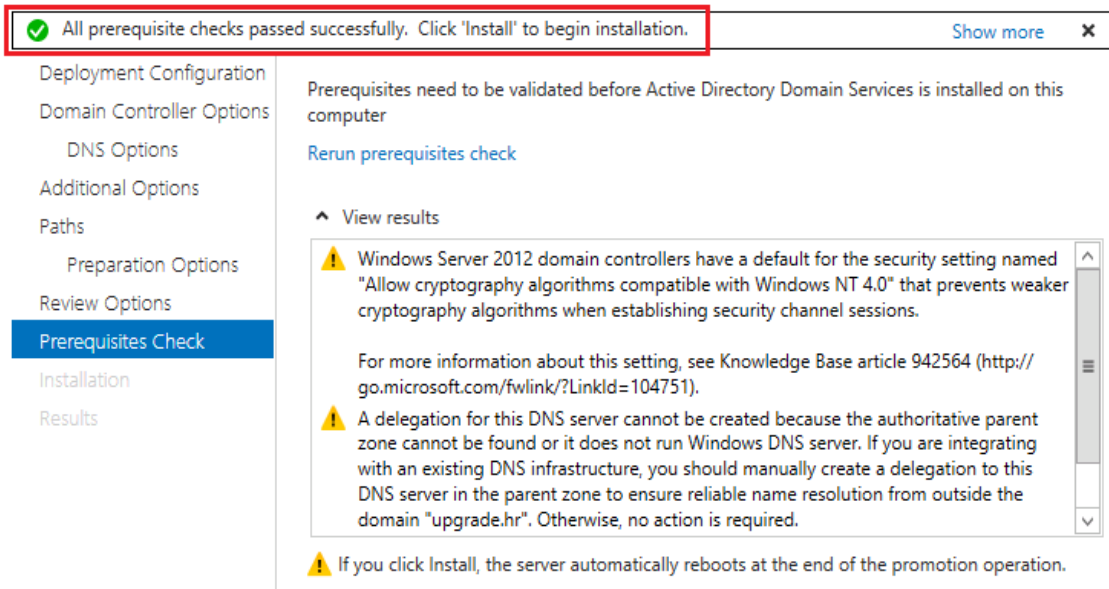 All prerequisite checks passed successfully.  Click 'Install' to begin installation.
Show more
Deployment Configuration
Domain Controller Options
DNS Options
Additional Options
Paths
Preparation Options
Review Options
Prerequisites Check
Installation
Results
Prerequisites need to be validated before Active Directory Domain Services is installed on this
computer
Rerun prerequisites check
View results
Windows Server 2012 domain controllers have a default for the security setting named
"Allow cryptography algorithms compatible with Windows NT 4.0" that prevents weaker
cryptography algorithms when establishing security channel sessions.
For more information about this setting, see Knowledge Base article 942564 (http://
go.microsoft.com/fwlink/?LinkId=104751).
A delegation for this DNS server cannot be created because the authoritative parent
zone cannot be found or it does not run Windows DNS server. If you are integrating
with an existing DNS infrastructure, you should manually create a delegation to this
DNS server in the parent zone to ensure reliable name resolution from outside the
domain "upgrade.hr". Otherwise, no action is required.
If you click Install, the server automatically reboots at the end of the promotion operation.